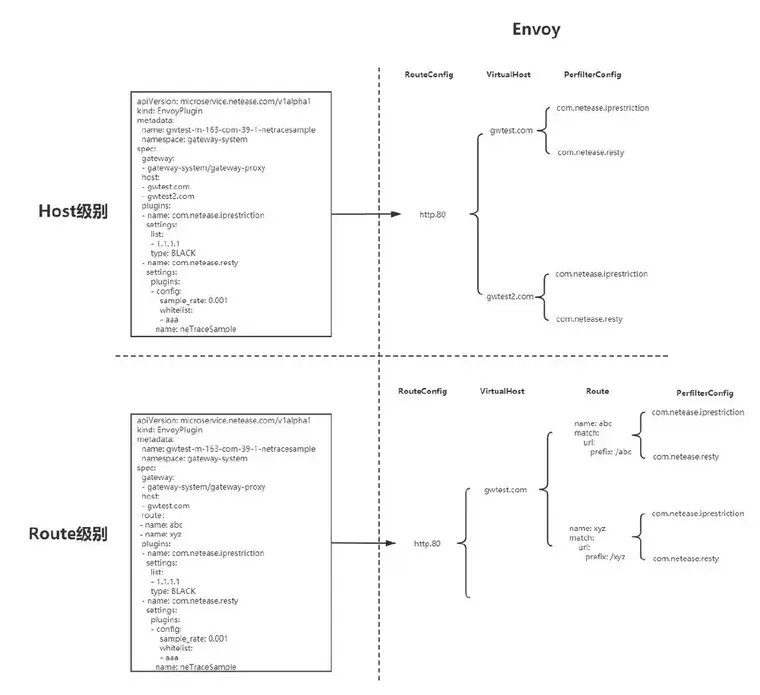 Envoy
RouteConfig
VirtualHost
PerfilterConfig
Host级别
apiVersion: microservice.netease.com/v1alpha1
kind: EnvoyPlugin
metadata:
name: gwtest-m-163-com-39-1-netracesample
namespace: gateway-system
spec:
gateway:
- gateway-system/gateway-proxy
host:
- gwtest.com
- gwtest2.com
plugins:
- name: com.netease.iprestriction
settings:
list:
- 1.1.1.1
type: BLACK
- name: com.netease.resty
settings:
plugins:
- config:
sample_rate: 0.001
whitelist:
- aaa
name: neTraceSample
http.80
gwtest.com
com.netease.iprestriction
com.netease.resty
gwtest2.com
com.netease.iprestriction
com.netease.resty
RouteConfig
VirtualHost
Route
PerfilterConfig
Route级别
apiVersion: microservice.netease.com/v1alpha1
kind: EnvoyPlugin
metadata:
name: gwtest-m-163-com-39-1-netracesample
namespace: gateway-system
spec:
gateway:
- gateway-system/gateway-proxy
host:
- gwtest.com
route:
- name: abc
- name: xyz
plugins:
- name: com.netease.iprestriction
settings:
list:
- 1.1.1.1
type: BLACK
- name: com.netease.resty
settings:
plugins:
- config:
sample_rate: 0.001
whitelist:
- aaa
name: neTraceSample
http.80
gwtest.com
name: abc
match:
url:
prefix: /abc
com.netease.iprestriction
com.netease.resty
name: xyz
match:
url:
prefix: /xyz
com.netease.iprestriction
com.netease.resty